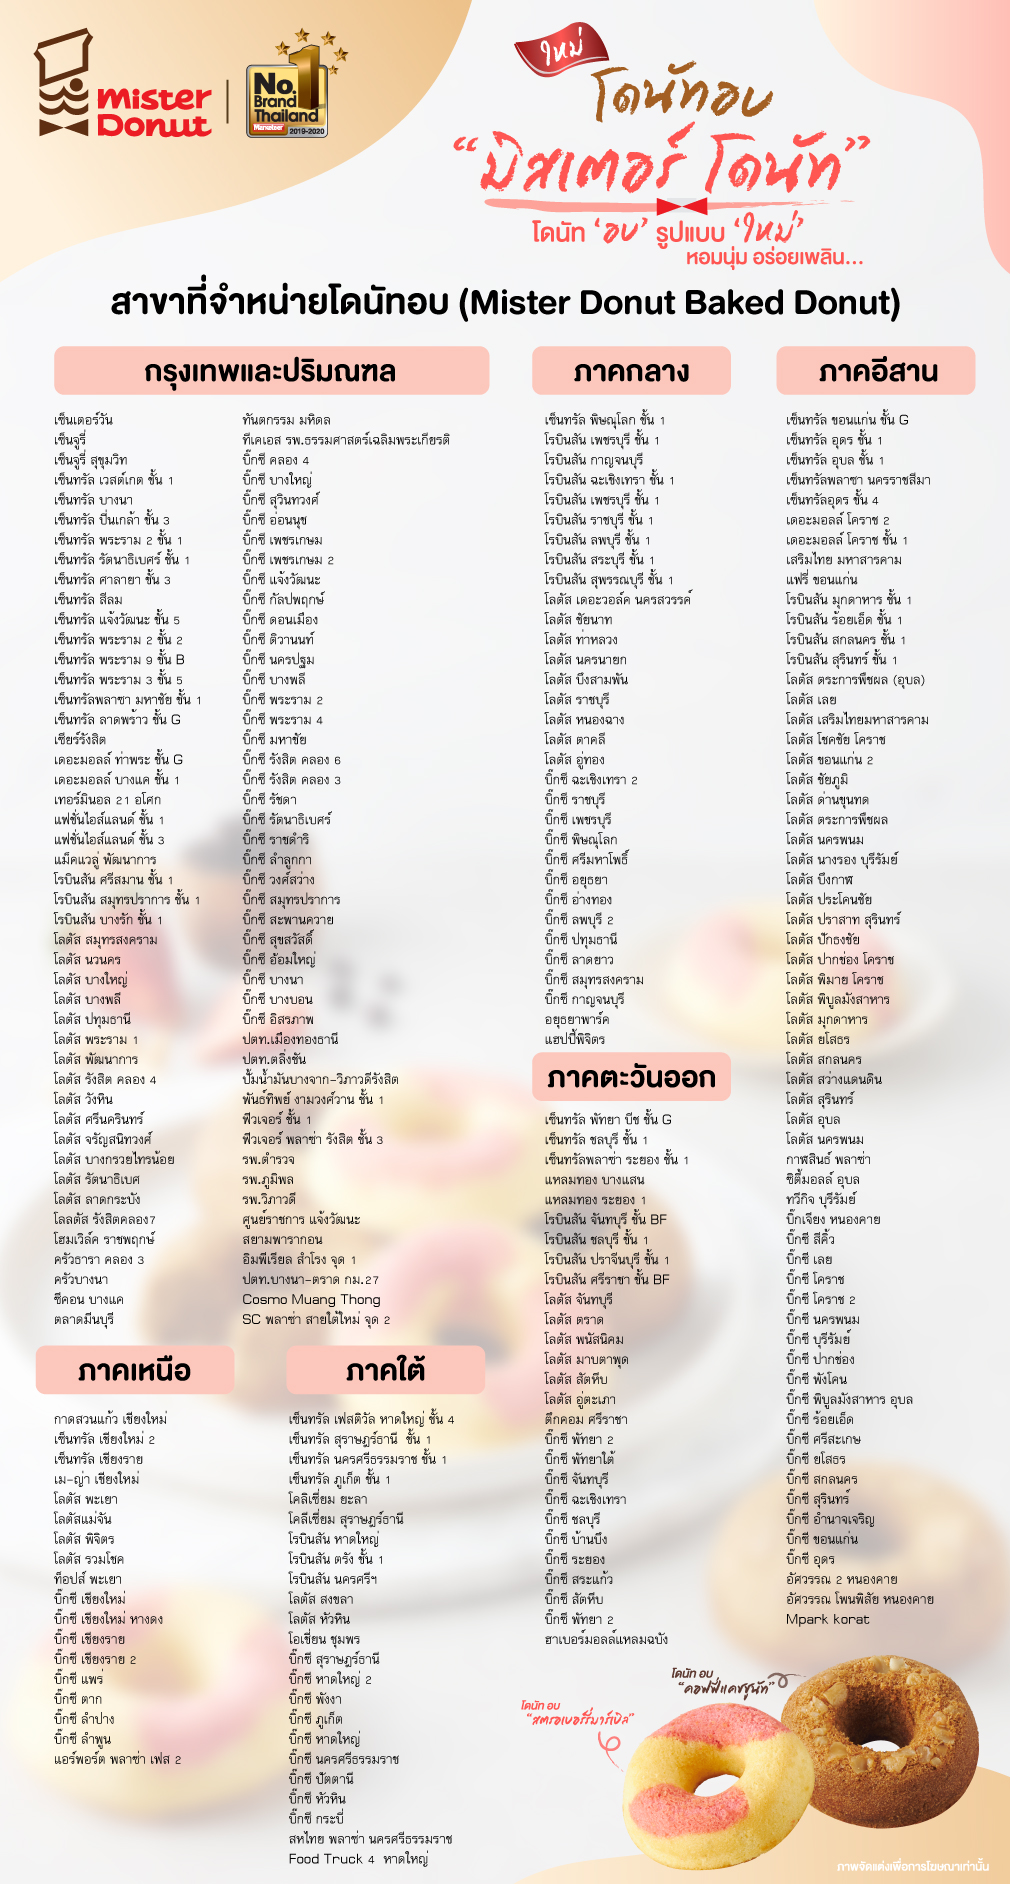 mister
Donut
No.1
Brand
Thailand
Marketeer
2019-2020
ใหม่
โดนัทอบ
“มิสเตอร์ โดนัท”
โดนัท ‘อบ’ รูปแบบ ‘ใหม่’
หอมนุ่ม อร่อยเพลิน...
สาขาที่จำหน่ายโดนัทอบ (Mister Donut Baked Donut)
กรุงเทพและปริมณฑล
เซ็นเตอร์วัน
เซ็นจูรี่
เซ็นจูรี่ สุขุมวิท
เซ็นทรัล เวสต์เกต ชั้น 1
เซ็นทรัล บางนา
เซ็นทรัล ปิ่นเกล้า ชั้น 3
เซ็นทรัล พระราม 2 ชั้น 1
เซ็นทรัล รัตนาธิเบศร์ ชั้น 1
เซ็นทรัล ศาลายา ชั้น 3
เซ็นทรัล สีลม
เซ็นทรัล แจ้งวัฒนะ ชั้น 5
เซ็นทรัล พระราม 2 ชั้น 2
เซ็นทรัล พระราม 9 ชั้น B
เซ็นทรัล พระราม 3 ชั้น 5
เซ็นทรัลพลาซา มหาชัย ชั้น 1
เซ็นทรัล ลาดพร้าว ชั้น G
เซียร์รังสิต
เดอะมอลล์ ท่าพระ ชั้น G
เดอะมอลล์ บางแค ชั้น 1
เทอร์มินอล 21 อโศก
แฟชั่นไอส์แลนด์ ชั้น 1
แฟชั่นไอส์แลนด์ ชั้น 3
แม็คแวลู่ พัฒนาการ
โรบินสัน ศรีสมาน ชั้น 1
โรบินสัน สมุทรปราการ ชั้น 1
โรบินสัน บางรัก ชั้น 1
โลตัส สมุทรสงคราม
โลตัส นวนคร
โลตัส บางใหญ่
โลตัส บางพลี
โลตัส ปทุมธานี
โลตัส พระราม 1
โลตัส พัฒนาการ
โลตัส รังสิต คลอง 4
โลตัส วังหิน
โลตัส ศรีนครินทร์
โลตัส จรัญสนิทวงศ์
โลตัส บางกรวยไทรน้อย
โลตัส รัตนาธิเบศ
โลตัส ลาดกระบัง
โลลตัส รังสิตคลอง7
โฮมเวิล์ค ราชพฤกษ์
ครัวธารา คลอง 3
ครัวบางนา
ซีคอน บางแค
ตลาดมีนบุรี
ทันตกรรม มหิดล
ทีเคเอส รพ.ธรรมศาสตร์เฉลิมพระเกียรติ
บิ๊กซี คลอง 4
บิ๊กซี บางใหญ่
บิ๊กซี สุวินทวงศ์
บิ๊กซี อ่อนนุช
บิ๊กซี เพชรเกษม
บิ๊กซี เพชรเกษม 2
บิ๊กซี แจ้งวัฒนะ
บิ๊กซี กัลปพฤกษ์
บิ๊กซี ดอนเมือง
บิ๊กซี ติวานนท์
บิ๊กซี นครปฐม
บิ๊กซี บางพลี
บิ๊กซี พระราม 2
บิ๊กซี พระราม 4
บิ๊กซี มหาชัย
บิ๊กซี รังสิต คลอง 6
บิ๊กซี รังสิต คลอง 3
บิ๊กซี รัชดา
บิ๊กซี รัตนาธิเบศร์
บิ๊กซี ราชดำริ
บิ๊กซี ลำลูกกา
บิ๊กซี วงศ์สว่าง
บิ๊กซี สมุทรปราการ
บิ๊กซี สะพานควาย
บิ๊กซี สุขสวัสดิ์
บิ๊กซี อ้อมใหญ่
บิ๊กซี บางนา
บิ๊กซี บางบอน
บิ๊กซี อิสรภาพ
ปตท.เมืองทองธานี
ปตท.ตลิ่งชัน
ปั้มน้ำมันบางจาก-วิภาวดีรังสิต
พันธ์ทิพย์ งามวงศ์วาน ชั้น 1
ฟิวเจอร์ ชั้น 1
ฟิวเจอร์ พลาซ่า รังสิต ชั้น 3
รพ.ตำรวจ
รพ.ภูมิพล
รพ.วิภาวดี
ศูนย์ราชการ แจ้งวัฒนะ
สยามพารากอน
อิมพีเรียล สำโรง จุด 1
ปตท.บางนา-ตราด กม.27
Cosmo Muang Thong
SC พลาซ่า สายใต้ใหม่ จุด 2
ภาคกลาง
เซ็นทรัล พิษณุโลก ชั้น 1
โรบินสัน เพชรบุรี ชั้น 1
โรบินสัน กาญจนบุรี
โรบินสัน ฉะเชิงเทรา ชั้น 1
โรบินสัน เพชรบุรี ชั้น 1
โรบินสัน ราชบุรี ชั้น 1
โรบินสัน ลพบุรี ชั้น 1
โรบินสัน สระบุรี ชั้น 1
โรบินสัน สุพรรณบุรี ชั้น 1
โลตัส เดอะวอล์ค นครสวรรค์
โลตัส ชัยนาท
โลตัส ท่าหลวง
โลตัส นครนายก
โลตัส บึงสามพัน
โลตัส ราชบุรี
โลตัส หนองฉาง
โลตัส ตาคลี
โลตัส อู่ทอง
บิ๊กซี ฉะเชิงเทรา 2
บิ๊กซี ราชบุรี
บิ๊กซี เพชรบุรี
บิ๊กซี พิษณุโลก
บิ๊กซี ศรีมหาโพธิ์
บิ๊กซี อยุธยา
บิ๊กซี อ่างทอง
บิ๊กซี ลพบุรี 2
บิ๊กซี ปทุมธานี
บิ๊กซี ลาดยาว
บิ๊กซี สมุทรสงคราม
บิ๊กซี กาญจนบุรี
อยุธยาพาร์ค
แฮปปี้พิจิตร
ภาคตะวันออก
เซ็นทรัล พัทยา บีช ชั้น G
เซ็นทรัล ชลบุรี ชั้น 1
เซ็นทรัลพลาซ่า ระยอง ชั้น 1
แหลมทอง บางแสน
แหลมทอง ระยอง 1
โรบินสัน จันทบุรี ชั้น BF
โรบินสัน ชลบุรี ชั้น 1
โรบินสัน ปราจีนบุรี ชั้น 1
โรบินสัน ศรีราชา ชั้น BF
โลตัส จันทบุรี
โลตัส ตราด
โลตัส พนัสนิคม
โลตัส มาบตาพุด
โลตัส สัตหีบ
โลตัส อู่ตะเภา
ตึกคอม ศรีราชา
บิ๊กซี พัทยา 2
บิ๊กซี พัทยาใต้
บิ๊กซี จันทบุรี
บิ๊กซี ฉะเชิงเทรา
บิ๊กซี ชลบุรี
บิ๊กซี บ้านบึง
บิ๊กซี ระยอง
บิ๊กซี สระแก้ว
บิ๊กซี สัตหีบ
บิ๊กซี พัทยา 2
ฮาเบอร์มอลล์แหลมฉบัง
ภาคอีสาน
เซ็นทรัล ขอนแก่น ชั้น G
เซ็นทรัล อุดร ชั้น 1
เซ็นทรัล อุบล ชั้น 1
เซ็นทรัลพลาซา นครราชสีมา
เซ็นทรัลอุดร ชั้น 4
เดอะมอลล์ โคราช 2
เดอะมอลล์ โคราช ชั้น 1
เสริมไทย มหาสารคาม
แฟรี่ ขอนแก่น
โรบินสัน มุกดาหาร ชั้น 1
โรบินสัน ร้อยเอ็ด ชั้น 1
โรบินสัน สกลนคร ชั้น 1
โรบินสัน สุรินทร์ ชั้น 1
โลตัส ตระการพืชผล (อุบล)
โลตัส เลย
โลตัส เสริมไทยมหาสารคาม
โลตัส โชคชัย โคราช
โลตัส ขอนแก่น 2
โลตัส ชัยภูมิ
โลตัส ด่านขุนทด
โลตัส ตระการพืชผล
โลตัส นครพนม
โลตัส นางรอง บุรีรัมย์
โลตัส บึงกาฬ
โลตัส ประโคนชัย
โลตัส ปราสาท สุรินทร์
โลตัส ปักธงชัย
โลตัส ปากช่อง โคราช
โลตัส พิมาย โคราช
โลตัส พิบูลมังสาหาร
โลตัส มุกดาหาร
โลตัส ยโสธร
โลตัส สกลนคร
โลตัส สว่างแดนดิน
โลตัส สุรินทร์
โลตัส อุบล
โลตัส นครพนม
กาฬสินธ์ พลาซ่า
ซิตี้มอลล์ อุบล
ทวีกิจ บุรีรัมย์
บิ๊กเจียง หนองคาย
บิ๊กซี สีคิ้ว
บิ๊กซี เลย
บิ๊กซี โคราช
บิ๊กซี โคราช 2
บิ๊กซี นครพนม
บิ๊กซี บุรีรัมย์
บิ๊กซี ปากช่อง
บิ๊กซี พังโคน
บิ๊กซี พิบูลมังสาหาร อุบล
บิ๊กซี ร้อยเอ็ด
บิ๊กซี ศรีสะเกษ
บิ๊กซี ยโสธร
บิ๊กซี สกลนคร
บิ๊กซี สุรินทร์
บิ๊กซี อำนาจเจริญ
บิ๊กซี ขอนแก่น
บิ๊กซี อุดร
อัศวรรณ 2 หนองคาย
อัศวรรณ โพนพิสัย หนองคาย
Mpark korat
ภาคเหนือ
กาดสวนแก้ว เชียงใหม่
เซ็นทรัล เชียงใหม่ 2
เซ็นทรัล เชียงราย
เม-ญ่า เชียงใหม่
โลตัส พะเยา
โลตัสแม่จัน
โลตัส พิจิตร
โลตัส รวมโชค
ท็อปส์ พะเยา
บิ๊กซี เชียงใหม่
บิ๊กซี เชียงใหม่ หางดง
บิ๊กซี เชียงราย
บิ๊กซี เชียงราย 2
บิ๊กซี แพร่
บิ๊กซี ตาก
บิ๊กซี ลำปาง
บิ๊กซี ลำพูน
แอร์พอร์ต พลาซ่า เฟส 2
ภาคใต้
เซ็นทรัล เฟสติวัล หาดใหญ่ ชั้น 4
เซ็นทรัล สุราษฎร์ธานี ชั้น 1
เซ็นทรัล นครศรีธรรมราช ชั้น 1
เซ็นทรัล ภูเก็ต ชั้น 1
โคลิเซี่ยม ยะลา
โคลีเซี่ยม สุราษฎร์ธานี
โรบินสัน หาดใหญ่
โรบินสัน ตรัง ชั้น 1
โรบินสัน นครศรีฯ
โลตัส สงขลา
โลตัส หัวหิน
โอเชี่ยน ชุมพร
บิ๊กซี สุราษฎร์ธานี
บิ๊กซี หาดใหญ่ 2
บิ๊กซี พังงา
บิ๊กซี ภูเก็ต
บิ๊กซี หาดใหญ่
บิ๊กซี นครศรีธรรมราช
บิ๊กซี ปัตตานี
บิ๊กซี หัวหิน
บิ๊กซี กระบี่
สหไทย พลาซ่า นครศรีธรรมราช
Food Truck 4 หาดใหญ่
โดนัท อบ
“คอฟฟี่แคชชูนัท”
โดนัท อบ
“สตรอเบอร์รี่มาร์เบิล”
ภาพจัดแต่งเพื่อการโฆษณาเท่านั้น